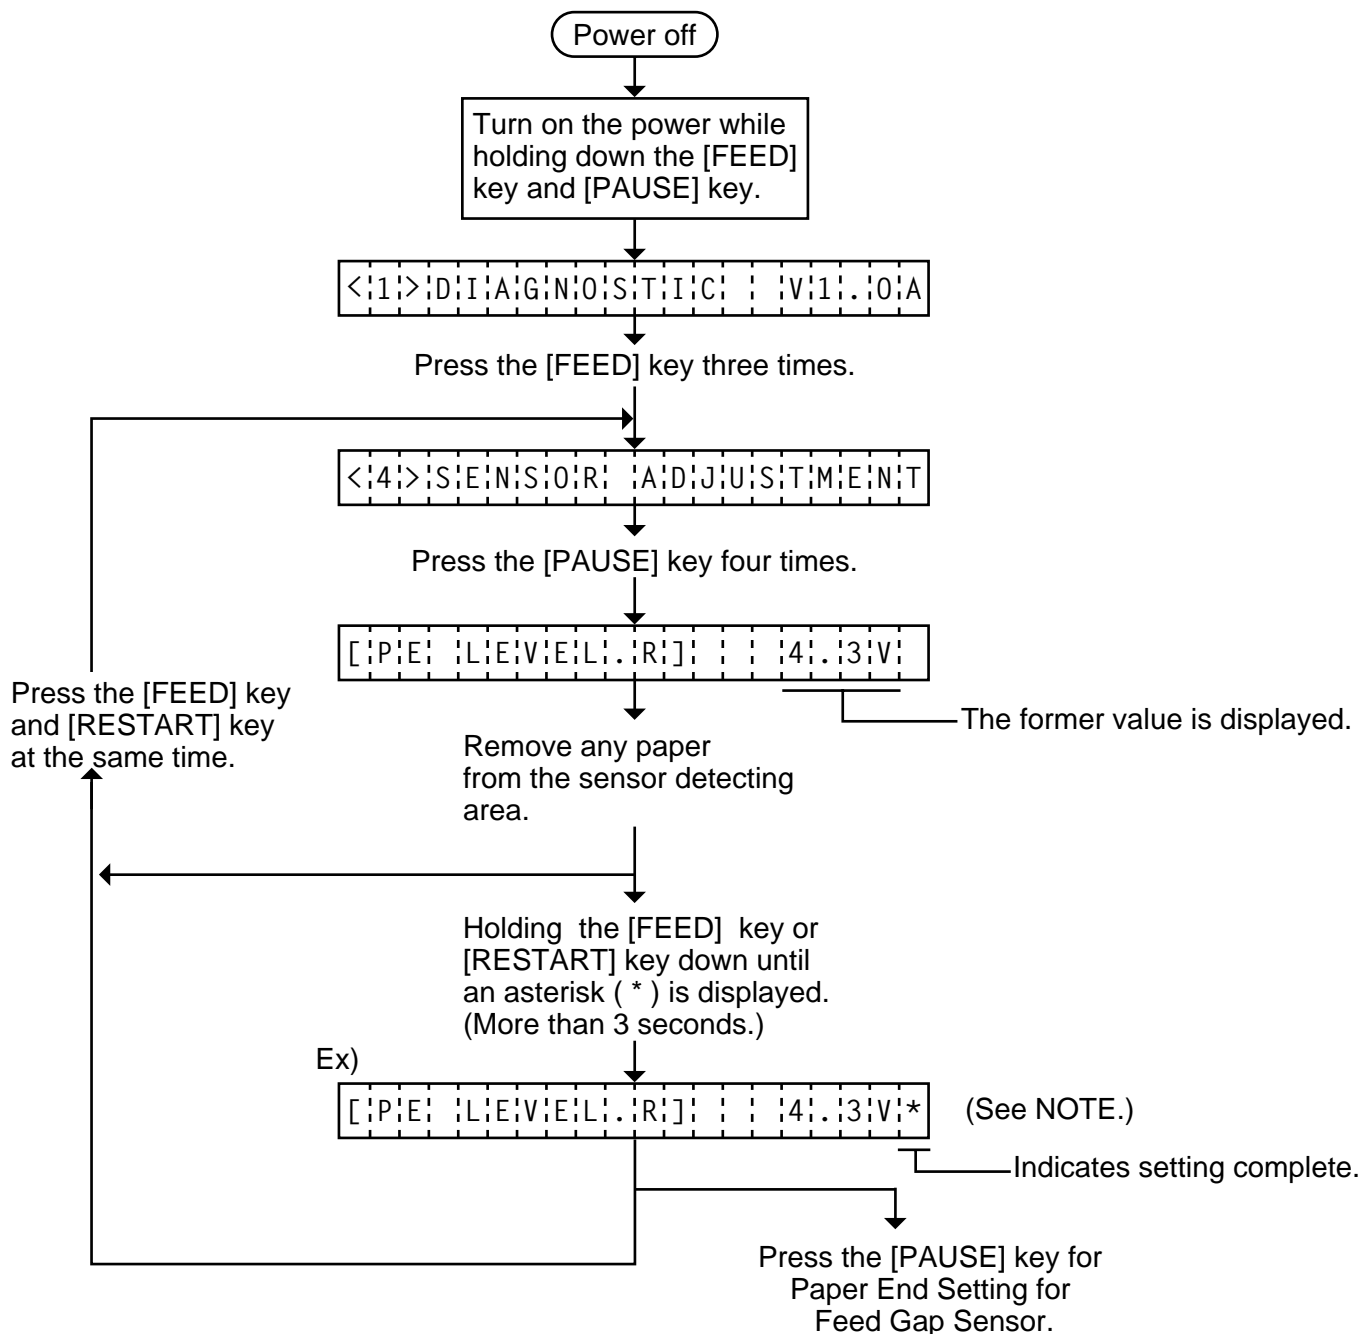 Power off
Turn on the power while
holding down the [FEED]
key and [PAUSE] key.
<1>DIAGNOSTIC  V1.0A
Press the [FEED] key three times.
<4>SENSOR ADJUSTMENT
Press the [PAUSE] key four times.
[PE LEVEL.R]   4.3V
Press the [FEED] key
and [RESTART] key
at the same time.
The former value is displayed.
Remove any paper
from the sensor detecting
area.
Holding  the [FEED]  key or
[RESTART] key down until
an asterisk ( * ) is displayed.
(More than 3 seconds.)
Ex)
[PE LEVEL.R]   4.3V*
(See NOTE.)
Indicates setting complete.
Press the [PAUSE] key for
Paper End Setting for
Feed Gap Sensor.